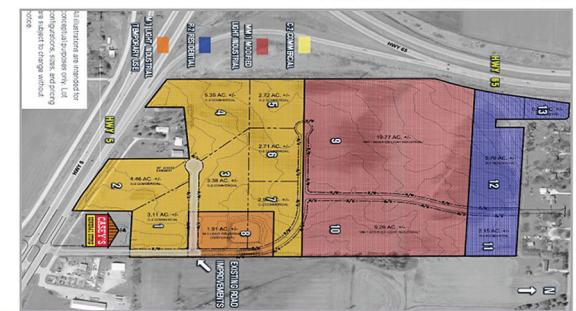 All illustrations are intended for
conceptual purposes only. Lot
configurations, sizes, and pricing
are subject to change without
notice.
M 1 LIGHT INDUSTRIAL
(TEMPORARY USE)
R-2 RESIDENTIAL
MM 1 MODIFIED
LIGHT INDUSTRIAL
C-2 COMMERCIAL
HWY 65
HWY 65
HWY 5
13
5.35 AC. +/-
4
2.72 AC. +/-
5
2.71 AC. +/-
6
9
19.77 AC. +/-
12
2
4.46 AC. +/-
3.38 AC. +/-
3
7
3.11 AC. +/-
1
1.91 AC. +/-
8
10
9.26 AC. +/-
2.15 AC. +/-
11
CASEY'S
EXISTING ROAD
IMPROVEMENTS
N